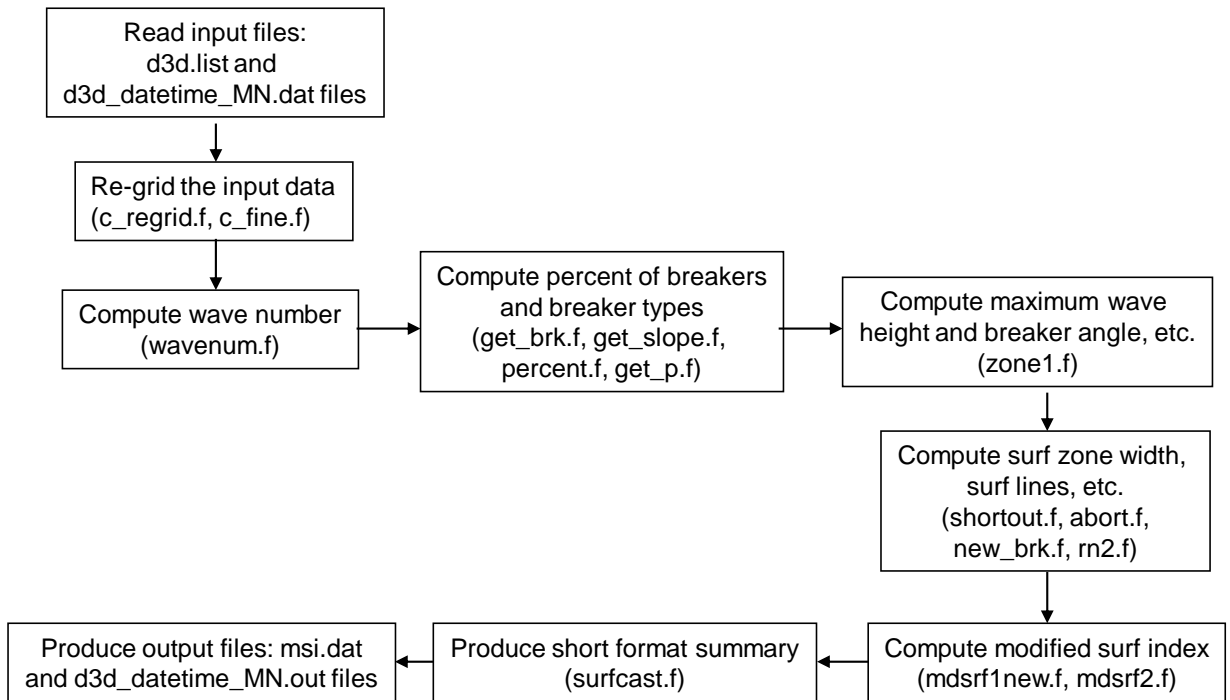 Read input files:
d3d.list and
d3d_datetime_MN.dat files
Re-grid the input data
(c_regrid.f, c_fine.f)
Compute wave number
(wavenum.f)
Compute percent of breakers
and breaker types
(get_brk.f, get_slope.f,
percent.f, get_p.f)
Compute maximum wave
height and breaker angle, etc.
(zone1.f)
Compute surf zone width,
surf lines, etc.
(shortout.f, abort.f,
new_brk.f, rn2.f)
Compute modified surf index
(mdsrf1new.f, mdsrf2.f)
Produce short format summary
(surfcast.f)
Produce output files: msi.dat
and d3d_datetime_MN.out files